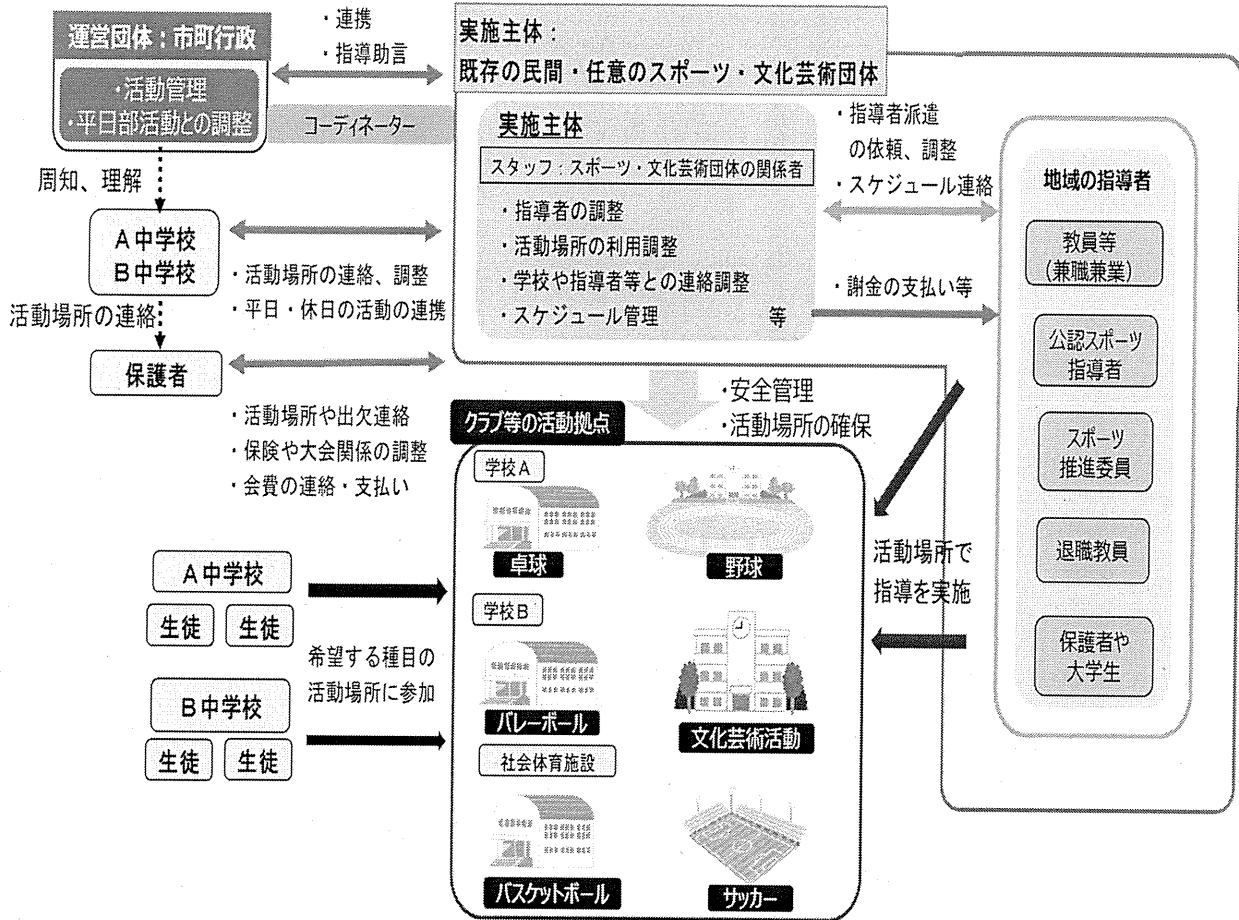 運営団体：市町行政
・活動管理
・平日部活動との調整
・連携
・指導助言
コーディネーター
実施主体：
既存の民間・任意のスポーツ・文化芸術団体
実施主体
スタッフ：スポーツ・文化芸術団体の関係者
・指導者の調整
・活動場所の利用調整
・学校や指導者等との連絡調整
・スケジュール管理 等
・指導者派遣
の依頼、調整
・スケジュール連絡
・謝金の支払い等
地域の指導者
教員等
（兼職兼業）
公認スポーツ
指導者
スポーツ
推進委員
退職教員
保護者や
大学生
周知、理解
A中学校
B中学校
・活動場所の連絡、調整
・平日・休日の活動の連携
活動場所の連絡
保護者
・活動場所や出欠連絡
・保険や大会関係の調整
・会費の連絡・支払い
・安全管理
・活動場所の確保
クラブ等の活動拠点
学校A
卓球
野球
学校B
バレーボール
文化芸術活動
社会体育施設
バスケットボール
サッカー
活動場所で
指導を実施
A中学校
生徒 生徒
希望する種目の
活動場所に参加
B中学校
生徒 生徒